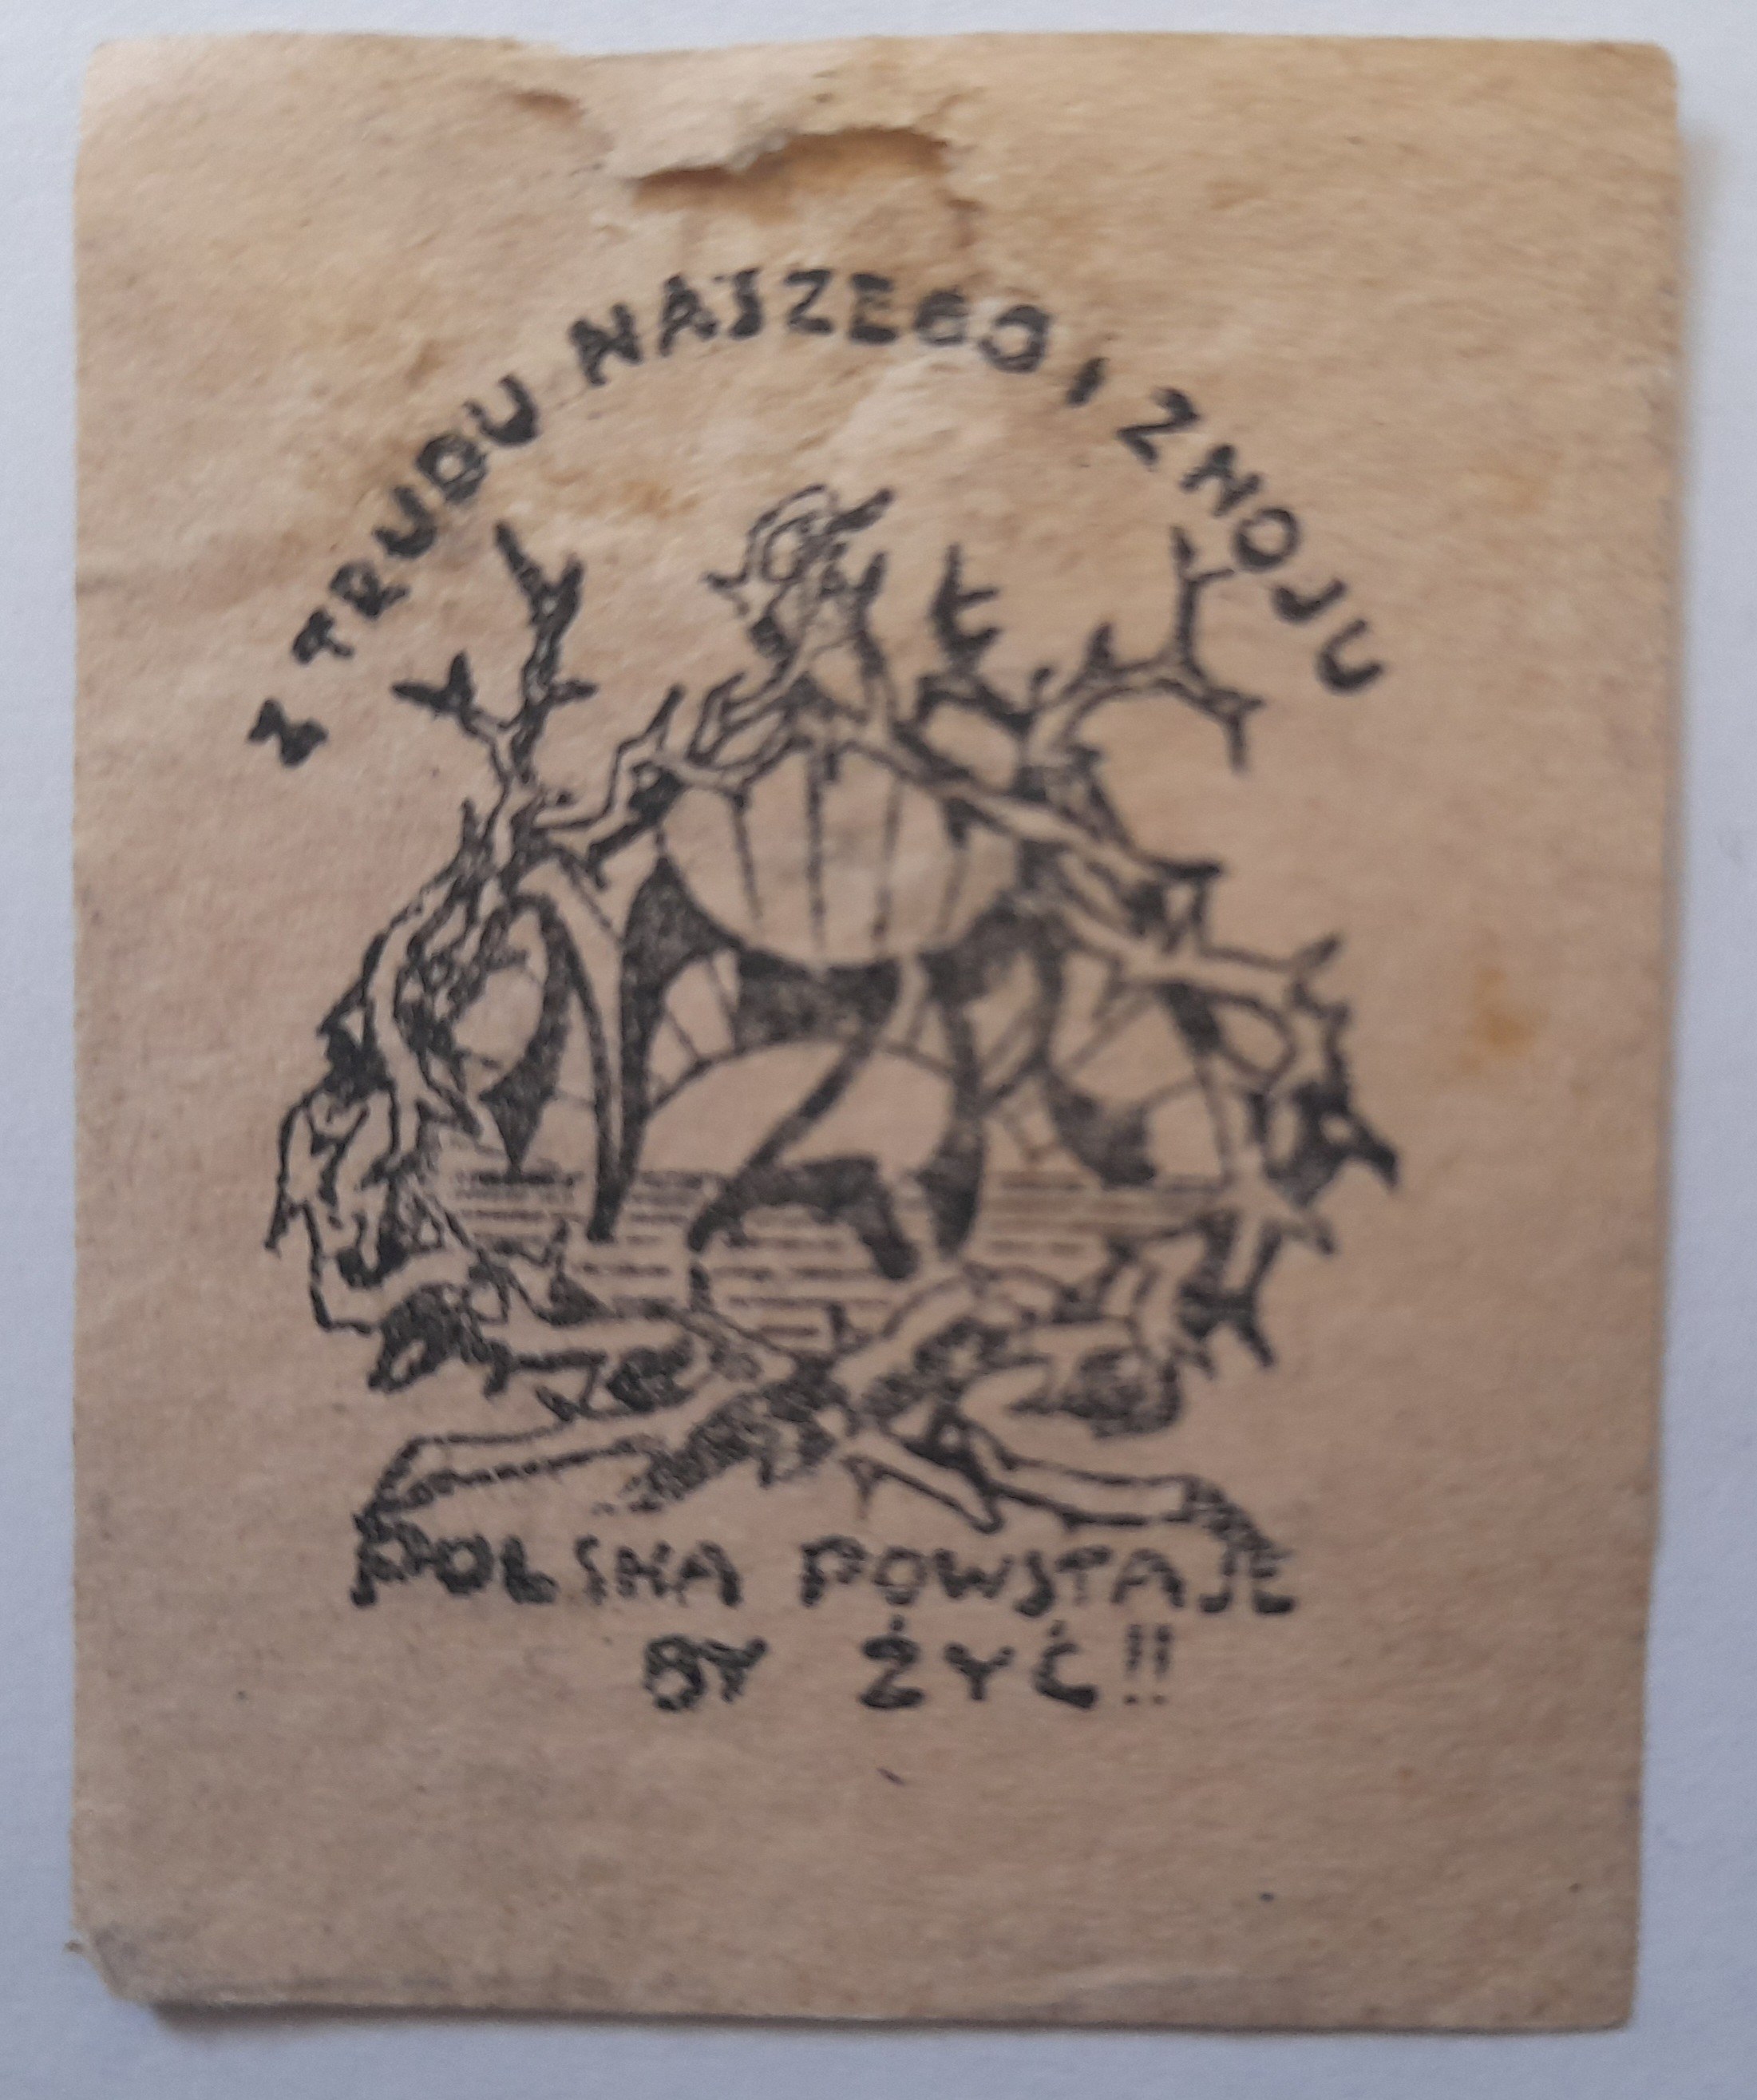 Z TRUDU NASZEGO I ZNOJU
POLSKA POWSTAJE
BY ŻYĆ!!